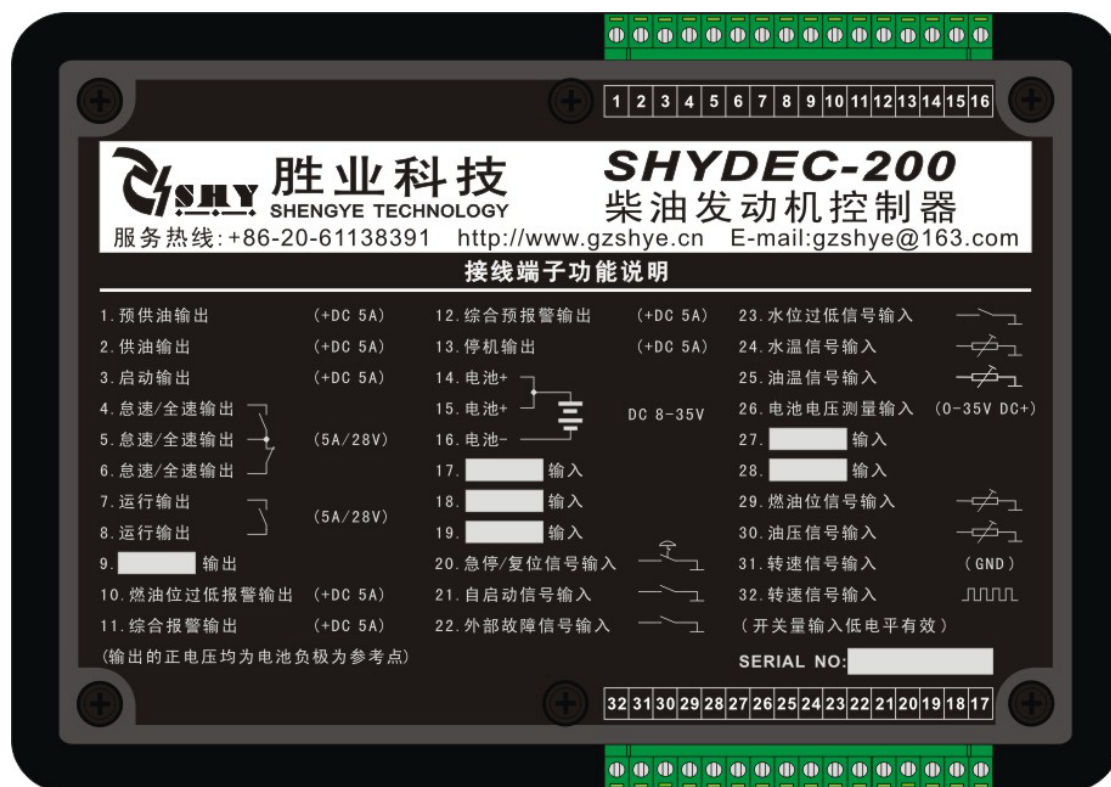 1 2 3 4 5 6 7 8 9 10 11 12 13 14 15 16
SHY 胜业科技
SHENGYE TECHNOLOGY
SHYDEC-200
柴油发动机控制器
服务热线:+86-20-61138391 http://www.gzshye.cn E-mail:gzshye@163.com
接线端子功能说明
1.预供油输出 (+DC 5A)
2.供油输出 (+DC 5A)
3.启动输出 (+DC 5A)
4.怠速/全速输出
5.怠速/全速输出 (5A/28V)
6.怠速/全速输出
7.运行输出
(5A/28V)
8.运行输出
9. 输出
10.燃油位过低报警输出 (+DC 5A)
11.综合报警输出 (+DC 5A)
(输出的正电压均为电池负极为参考点)
12.综合预报警输出 (+DC 5A)
13.停机输出 (+DC 5A)
14.电池+
15.电池+ DC 8-35V
16.电池-
17. 输入
18. 输入
19. 输入
20.急停/复位信号输入
21.自启动信号输入
22.外部故障信号输入
23.水位过低信号输入
24.水温信号输入
25.油温信号输入
26.电池电压测量输入 (0-35V DC+)
27. 输入
28. 输入
29.燃油位信号输入
30.油压信号输入
31.转速信号输入 (GND)
32.转速信号输入
(开关量输入低电平有效)
SERIAL NO:
32 31 30 29 28 27 26 25 24 23 22 21 20 19 18 17